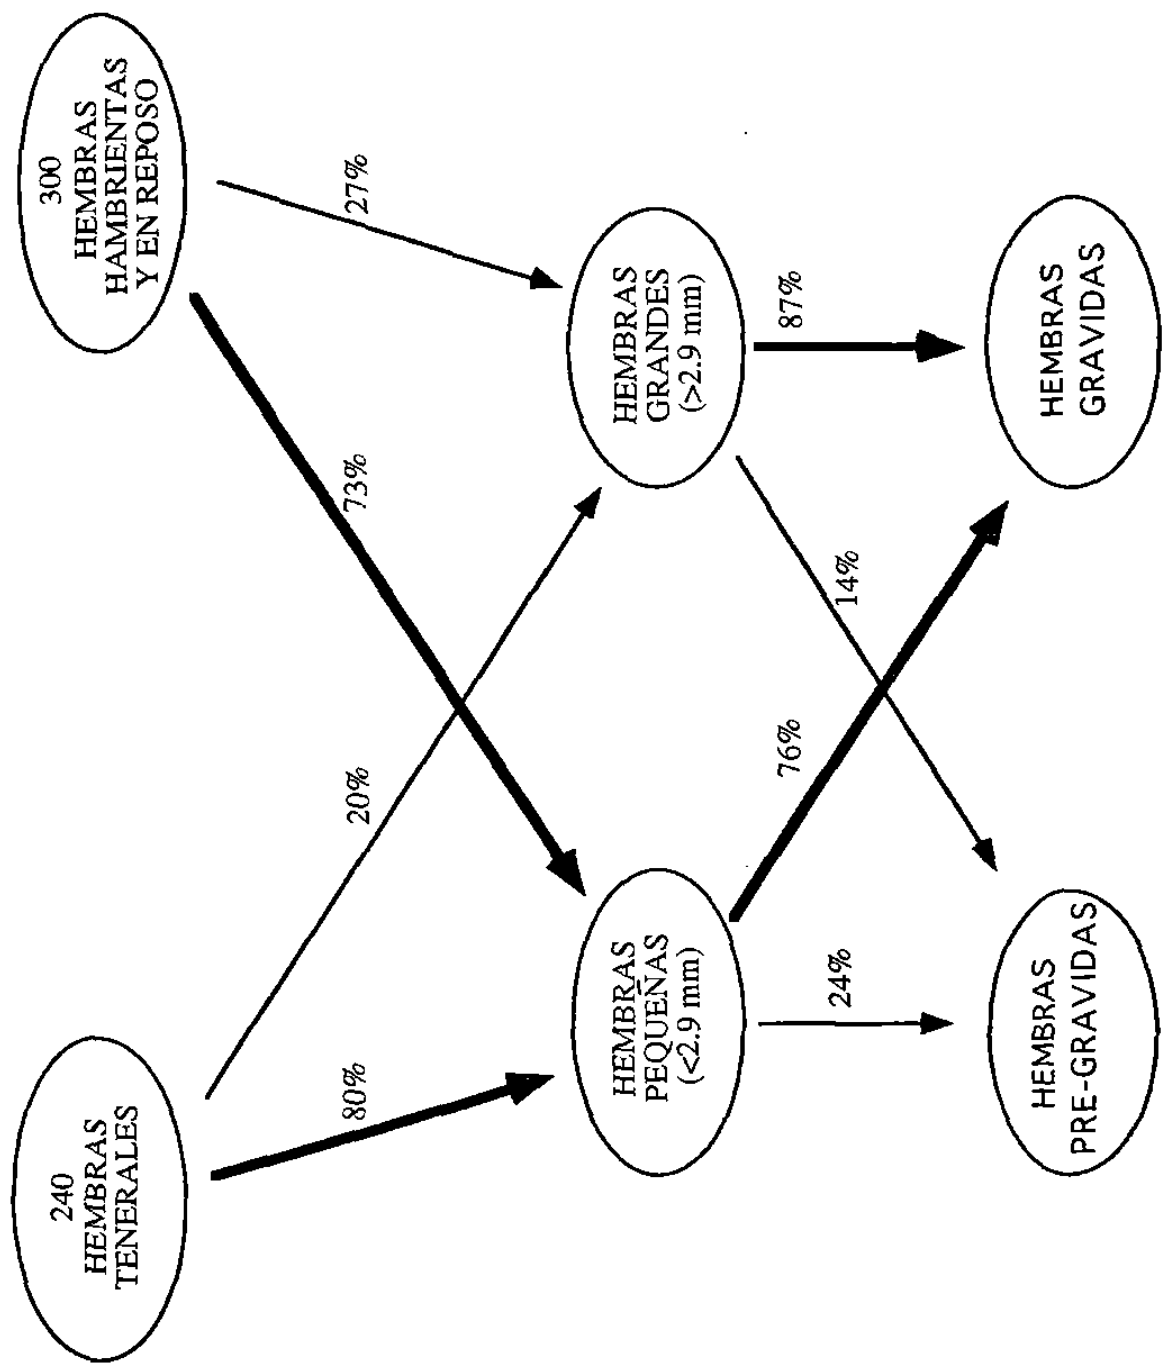 240
HEMBRAS
TENERALES
300
HEMBRAS
HAMBRIENTAS
Y EN REPOSO
80%
20%
73%
27%
HEMBRAS
PEQUEÑAS
(<2.9 mm)
HEMBRAS
GRANDES
(>2.9 mm)
24%
76%
14%
87%
HEMBRAS
PRE-GRAVIDAS
HEMBRAS
GRAVIDAS